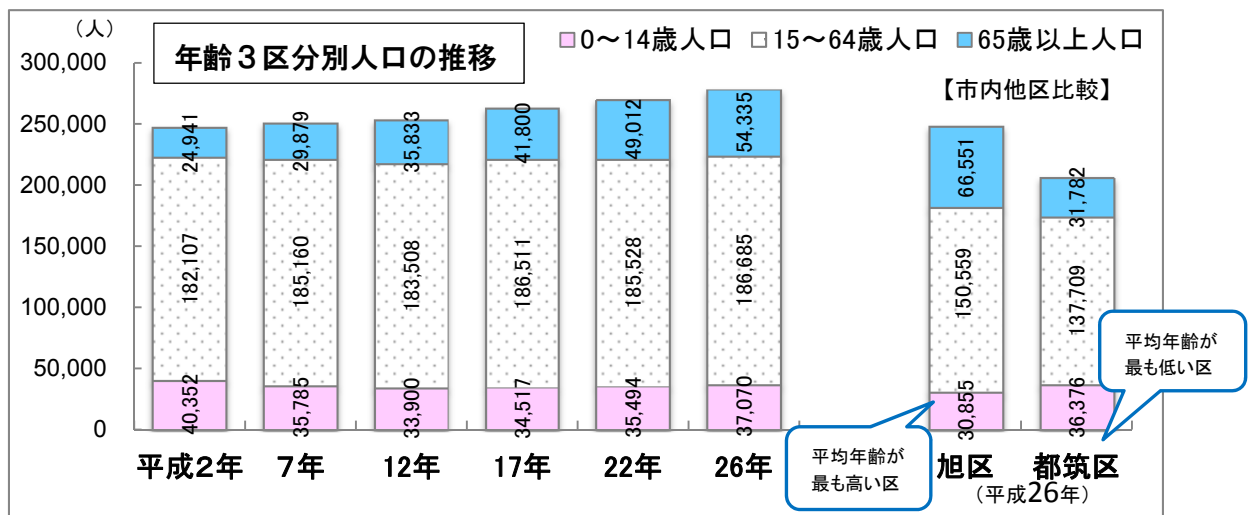 （人）
年齢３区分別人口の推移
0～14歳人口 15～64歳人口 65歳以上人口
【市内他区比較】
300,000
250,000
200,000
150,000
100,000
50,000
0
24,941 29,879 35,833 41,800 49,012 54,335 66,551 31,782
182,107 185,160 183,508 186,511 185,528 186,685 150,559 137,709
40,352 35,785 33,900 34,517 35,494 37,070 30,855 36,376
平成２年 7年 12年 17年 22年 26年 旭区 都筑区
平均年齢が
最も低い区
平均年齢が
最も高い区
（平成26年）